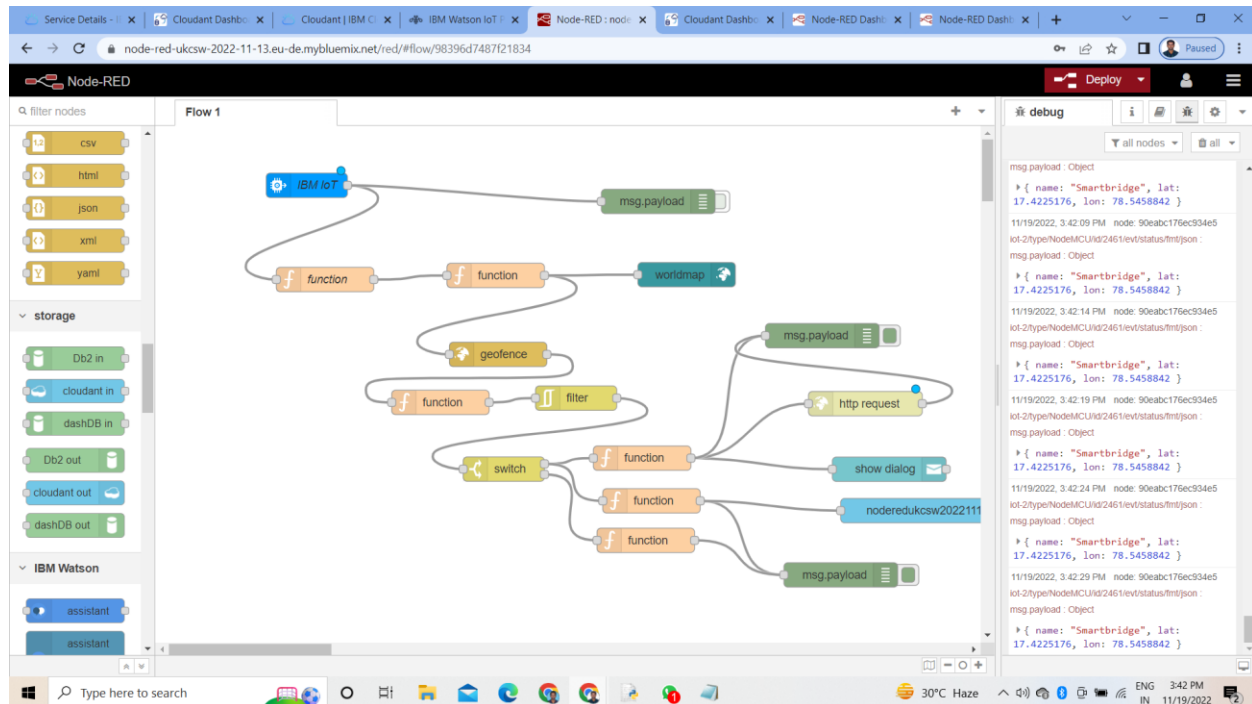 Service Details - I
Cloudant Dashbo
Cloudant | IBM Cl
IBM Watson IoT P
Node-RED : node
Cloudant Dashbo
Node-RED Dashb
Node-RED Dashb
node-red-ukcsw-2022-11-13.eu-de.mybluemix.net/red/#flow/98396d7487f21834
Paused
Node-RED
Deploy
filter nodes
Flow 1
debug
all nodes
all
csv
html
json
xml
yaml
storage
Db2 in
cloudant in
dashDB in
Db2 out
cloudant out
dashDB out
IBM Watson
assistant
assistant
IBM IoT
msg.payload
function
function
worldmap
msg.payload
geofence
function
filter
http request
switch
function
show dialog
function
noderedukcsw2022111
function
msg.payload
msg.payload : Object
{ name: "Smartbridge", lat:
17.4225176, lon: 78.5458842 }
11/19/2022, 3:42:09 PM node: 90eabc176ec934e5
iot-2/type/NodeMCU/id/2461/evt/status/fmt/json :
msg.payload : Object
{ name: "Smartbridge", lat:
17.4225176, lon: 78.5458842 }
11/19/2022, 3:42:14 PM node: 90eabc176ec934e5
iot-2/type/NodeMCU/id/2461/evt/status/fmt/json :
msg.payload : Object
{ name: "Smartbridge", lat:
17.4225176, lon: 78.5458842 }
11/19/2022, 3:42:19 PM node: 90eabc176ec934e5
iot-2/type/NodeMCU/id/2461/evt/status/fmt/json :
msg.payload : Object
{ name: "Smartbridge", lat:
17.4225176, lon: 78.5458842 }
11/19/2022, 3:42:24 PM node: 90eabc176ec934e5
iot-2/type/NodeMCU/id/2461/evt/status/fmt/json :
msg.payload : Object
{ name: "Smartbridge", lat:
17.4225176, lon: 78.5458842 }
11/19/2022, 3:42:29 PM node: 90eabc176ec934e5
iot-2/type/NodeMCU/id/2461/evt/status/fmt/json :
msg.payload : Object
{ name: "Smartbridge", lat:
17.4225176, lon: 78.5458842 }
Type here to search
30°C Haze
ENG
IN
3:42 PM
11/19/2022